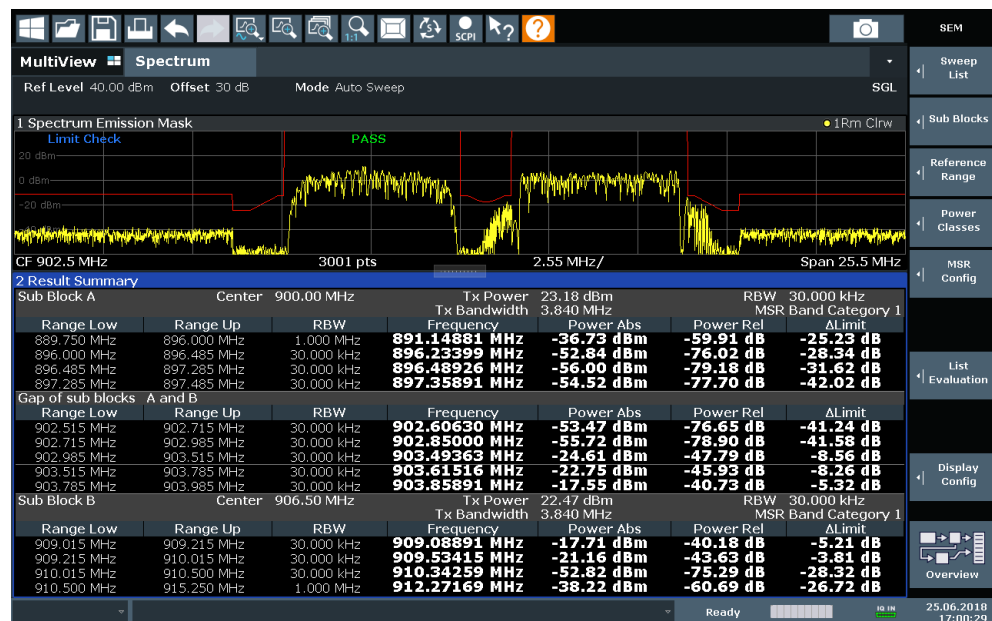 1:1
SCPI
?
?
SEM
MultiView Spectrum
Ref Level 40.00 dBm Offset 30 dB Mode Auto Sweep SGL
1 Spectrum Emission Mask 1Rm Clrw
Limit Check PASS
20 dBm
0 dBm
-20 dBm
CF 902.5 MHz 3001 pts 2.55 MHz/ Span 25.5 MHz
2 Result Summary
Sub Block A Center 900.00 MHz Tx Power 23.18 dBm RBW 30.000 kHz
Tx Bandwidth 3.840 MHz MSR Band Category 1
Range Low Range Up RBW Frequency Power Abs Power Rel ΔLimit
889.750 MHz 896.000 MHz 1.000 MHz 891.14881 MHz -36.73 dBm -59.91 dB -25.23 dB
896.000 MHz 896.485 MHz 30.000 kHz 896.23399 MHz -52.84 dBm -76.02 dB -28.34 dB
896.485 MHz 897.285 MHz 30.000 kHz 896.48926 MHz -56.00 dBm -79.18 dB -31.62 dB
897.285 MHz 897.485 MHz 30.000 kHz 897.35891 MHz -54.52 dBm -77.70 dB -42.02 dB
Gap of sub blocks A and B
Range Low Range Up RBW Frequency Power Abs Power Rel ΔLimit
902.515 MHz 902.715 MHz 30.000 kHz 902.60630 MHz -53.47 dBm -76.65 dB -41.24 dB
902.715 MHz 902.985 MHz 30.000 kHz 902.85000 MHz -55.72 dBm -78.90 dB -41.58 dB
902.985 MHz 903.515 MHz 30.000 kHz 903.49363 MHz -24.61 dBm -47.79 dB -8.56 dB
903.515 MHz 903.785 MHz 30.000 kHz 903.61516 MHz -22.75 dBm -45.93 dB -8.26 dB
903.785 MHz 903.985 MHz 30.000 kHz 903.85891 MHz -17.55 dBm -40.73 dB -5.32 dB
Sub Block B Center 906.50 MHz Tx Power 22.47 dBm RBW 30.000 kHz
Tx Bandwidth 3.840 MHz MSR Band Category 1
Range Low Range Up RBW Frequency Power Abs Power Rel ΔLimit
909.015 MHz 909.215 MHz 30.000 kHz 909.08891 MHz -17.71 dBm -40.18 dB -5.21 dB
909.215 MHz 910.015 MHz 30.000 kHz 909.53415 MHz -21.16 dBm -43.63 dB -3.81 dB
910.015 MHz 910.500 MHz 30.000 kHz 910.34259 MHz -52.82 dBm -75.29 dB -28.32 dB
910.500 MHz 915.250 MHz 1.000 MHz 912.27169 MHz -38.22 dBm -60.69 dB -26.72 dB
Sweep
List
Sub Blocks
Reference
Range
Power
Classes
MSR
Config
List
Evaluation
Display
Config
Overview
Ready
IQ IN
25.06.2018
17:00:29